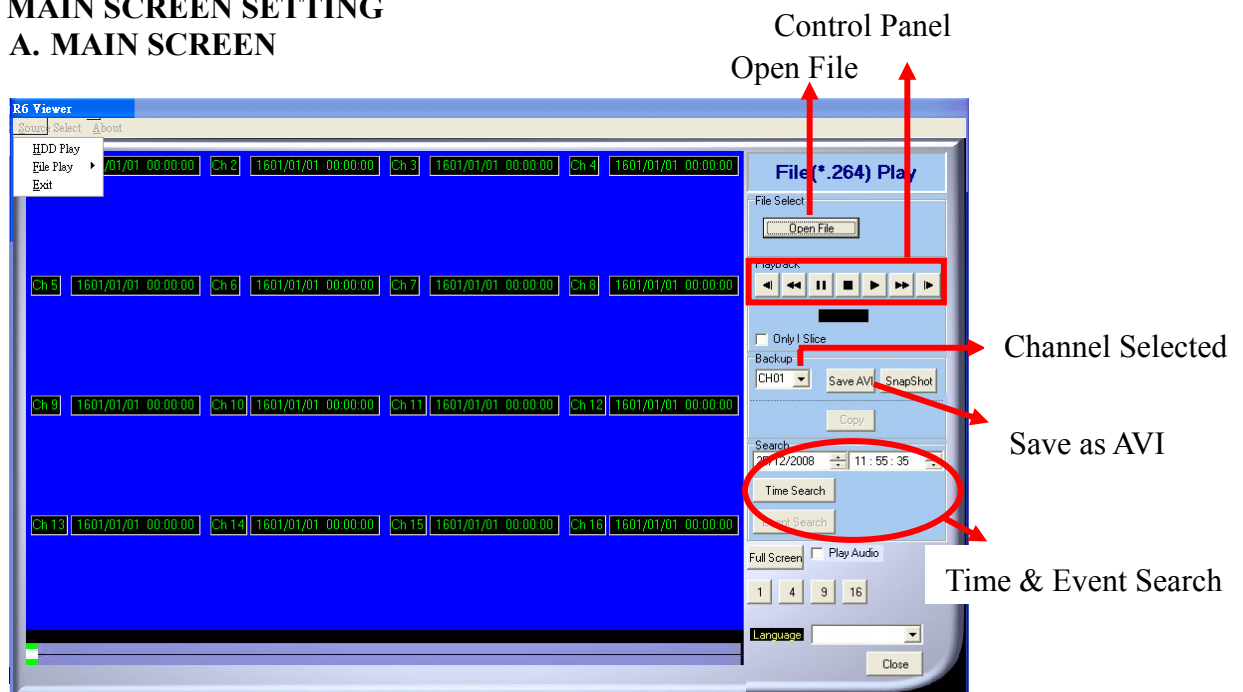 MAIN SCREEN SETTING
A. MAIN SCREEN
Control Panel
Open File
R6 Viewer
Source Select About
HDD Play
File Play
Exit
/01/01 00:00:00 Ch 2 1601/01/01 00:00:00 Ch 3 1601/01/01 00:00:00 Ch 4 1601/01/01 00:00:00
File(*.264) Play
File Select
Open File
Ch 5 1601/01/01 00:00:00 Ch 6 1601/01/01 00:00:00 Ch 7 1601/01/01 00:00:00 Ch 8 1601/01/01 00:00:00
Playback
Only I Slice
Channel Selected
Backup
CH01 Save AVI SnapShot
Ch 9 1601/01/01 00:00:00 Ch 10 1601/01/01 00:00:00 Ch 11 1601/01/01 00:00:00 Ch 12 1601/01/01 00:00:00
Copy
Save as AVI
Search
25/12/2008 11 : 55 : 35
Time Search
Ch 13 1601/01/01 00:00:00 Ch 14 1601/01/01 00:00:00 Ch 15 1601/01/01 00:00:00 Ch 16 1601/01/01 00:00:00
Event Search
Full Screen Play Audio
Time & Event Search
1 4 9 16
Language
Close